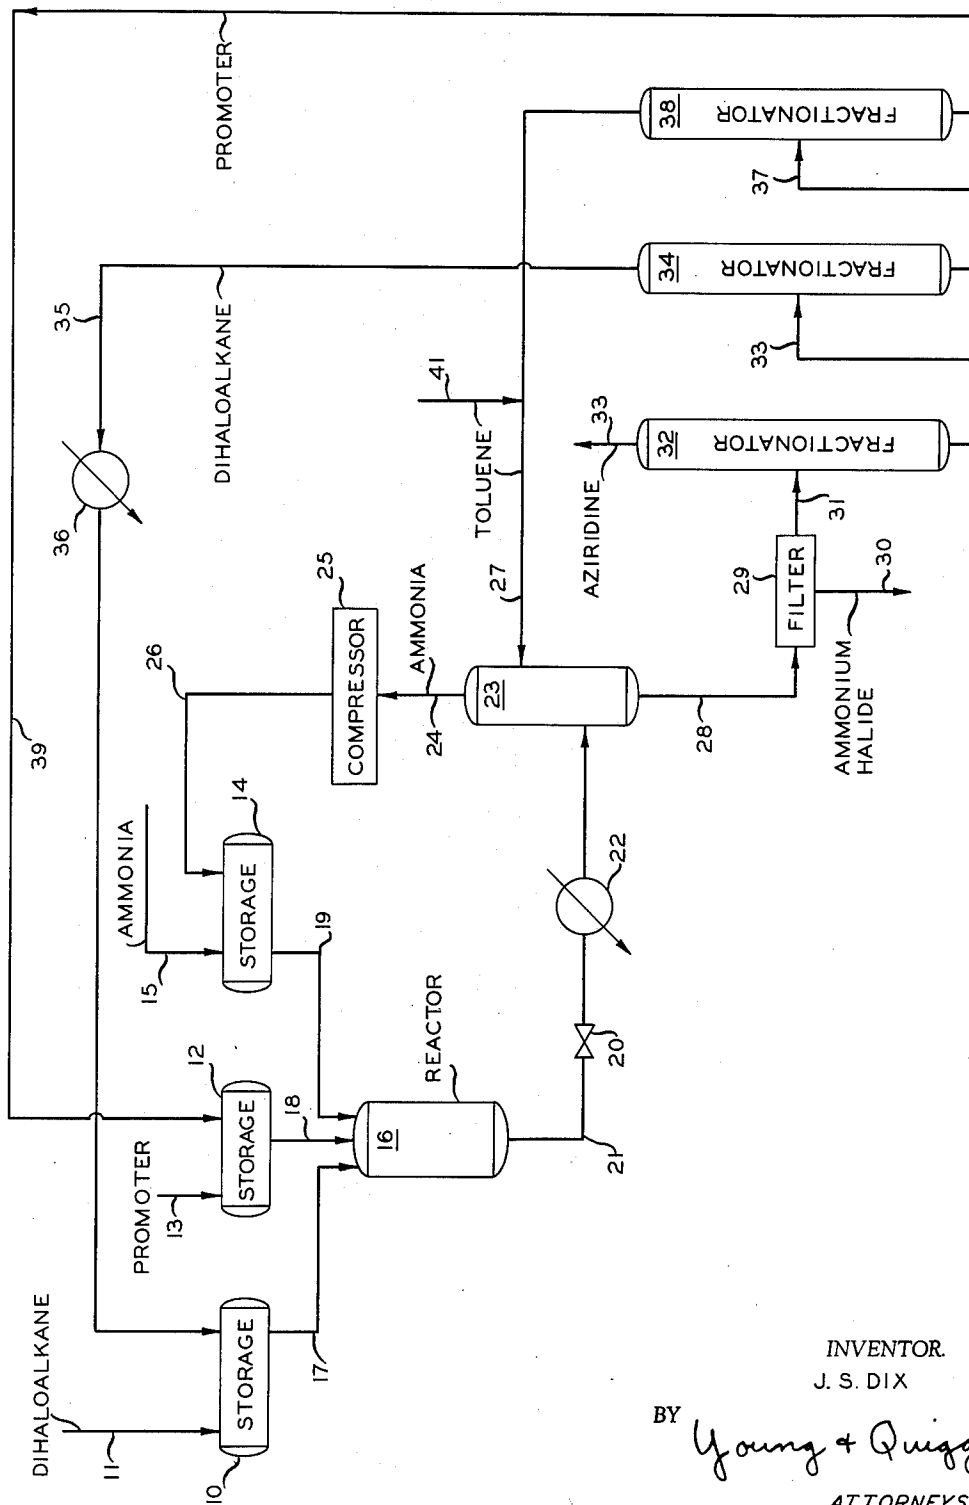 39
PROMOTER
35
DIHALOALKANE
36
38
FRACTIONATOR
37
34
FRACTIONATOR
33
41
TOLUENE
27
AZIRIDINE
33
32
FRACTIONATOR
31
29
FILTER
30
AMMONIUM
HALIDE
25
COMPRESSOR
26
AMMONIA
24
23
28
AMMONIA
15
14
STORAGE
19
22
20
21
PROMOTER
13
12
STORAGE
18
REACTOR
16
DIHALOALKANE
11
STORAGE
10
17
INVENTOR.
J. S. DIX
BY
Young &
ATTORNEYS